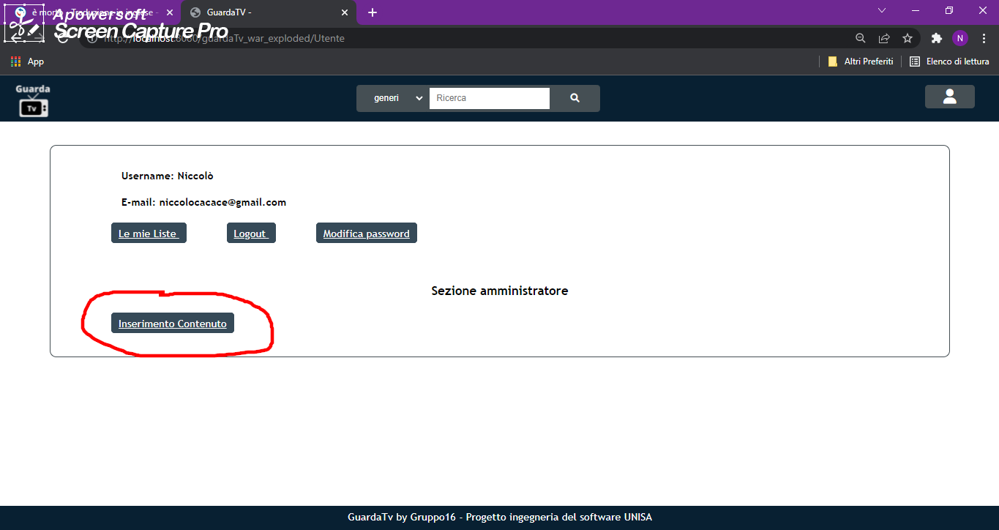 è mort
Traduzione in inglese -
GuardaTV -
Apowersoft
Screen Capture Pro
http://localhost:8080/guardaTv_war_exploded/Utente
N
App
Altri Preferiti
Elenco di lettura
Guarda
Tv
generi
Ricerca
Username: Niccolò
E-mail: niccolocacace@gmail.com
Le mie Liste
Logout
Modifica password
Sezione amministratore
Inserimento Contenuto
GuardaTv by Gruppo16 - Progetto ingegneria del software UNISA